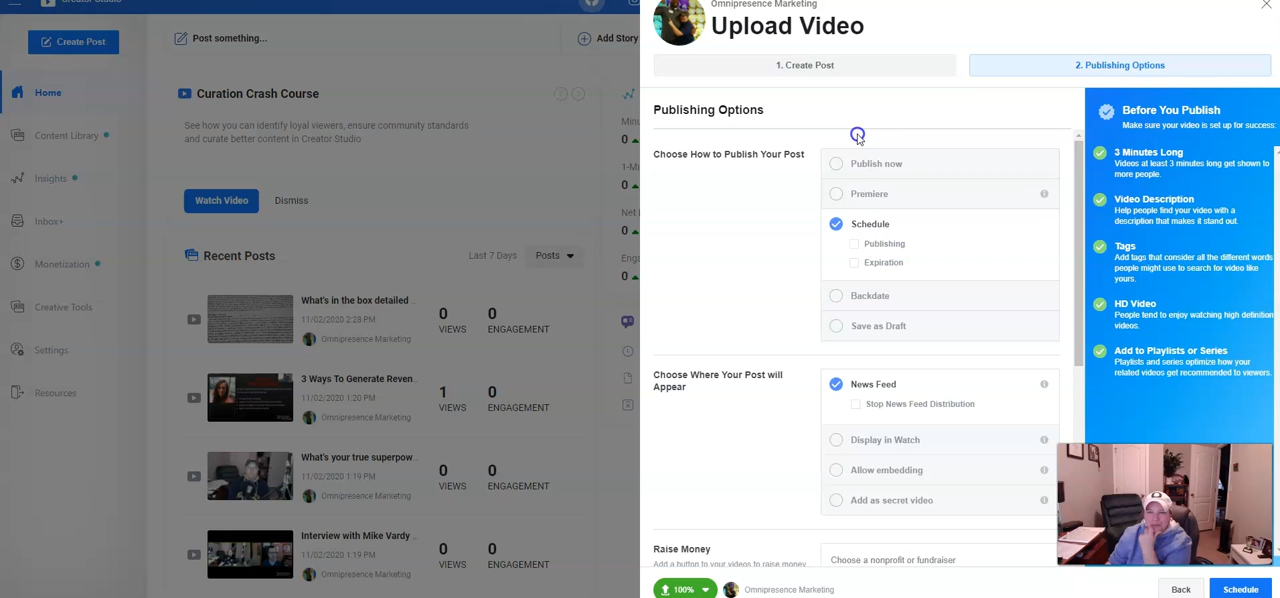 Creator Studio
Create Post
Home
Content Library
Insights
Inbox+
Monetization
Creative Tools
Settings
Resources
Post something...
Add Story
Curation Crash Course
See how you can identify loyal viewers, ensure community standards
and curate better content in Creator Studio
Watch Video
Dismiss
Recent Posts
Last 7 Days
Posts
What's in the box detailed ..
11/02/2020 2:23 PM
Omnipresence Marketing
0
VIEWS
0
ENGAGEMENT
3 Ways To Generate Reven..
11/02/2020 1:20 PM
Omnipresence Marketing
1
VIEWS
0
ENGAGEMENT
What's your true superpow..
11/02/2020 1:19 PM
Omnipresence Marketing
0
VIEWS
0
ENGAGEMENT
Interview with Mike Vardy ..
11/02/2020 1:19 PM
Omnipresence Marketing
0
VIEWS
0
ENGAGEMENT
Minu
0
1-Mi
0
Net
0
Enga
0
Omnipresence Marketing
Upload Video
1. Create Post
2. Publishing Options
Publishing Options
Choose How to Publish Your Post
Publish now
Premiere
Schedule
Publishing
Expiration
Backdate
Save as Draft
Choose Where Your Post will
Appear
News Feed
Stop News Feed Distribution
Display in Watch
Allow embedding
Add as secret video
Raise Money
Add a button to your videos to raise money
Choose a nonprofit or fundraiser
Before You Publish
Make sure your video is set up for success:
3 Minutes Long
Videos at least 3 minutes long get shown to
more people.
Video Description
Help people find your video with a
description that makes it stand out.
Tags
Add tags that consider all the different words
people might use to search for video like
yours.
HD Video
People tend to enjoy watching high definition
videos.
Add to Playlists or Series
Playlists and series optimize how your
related videos get recommended to viewers.
100%
Omnipresence Marketing
Back
Schedule